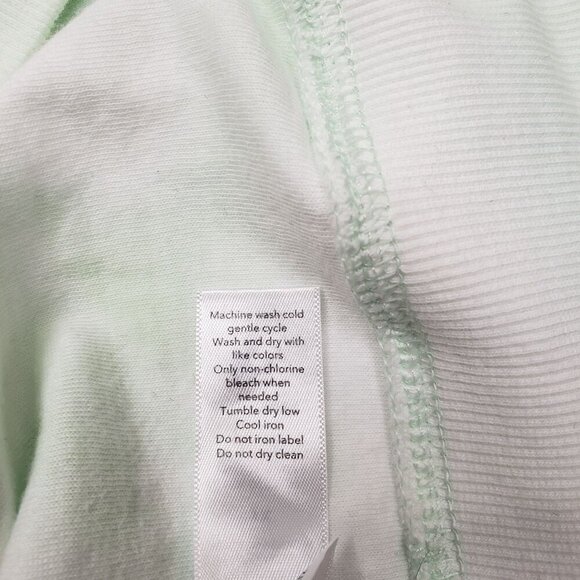 Machine wash cold
gentle cycle
Wash and dry with
like colors
Only non-chlorine
bleach when
needed
Tumble dry low
Cool iron
Do not iron label
Do not dry clean